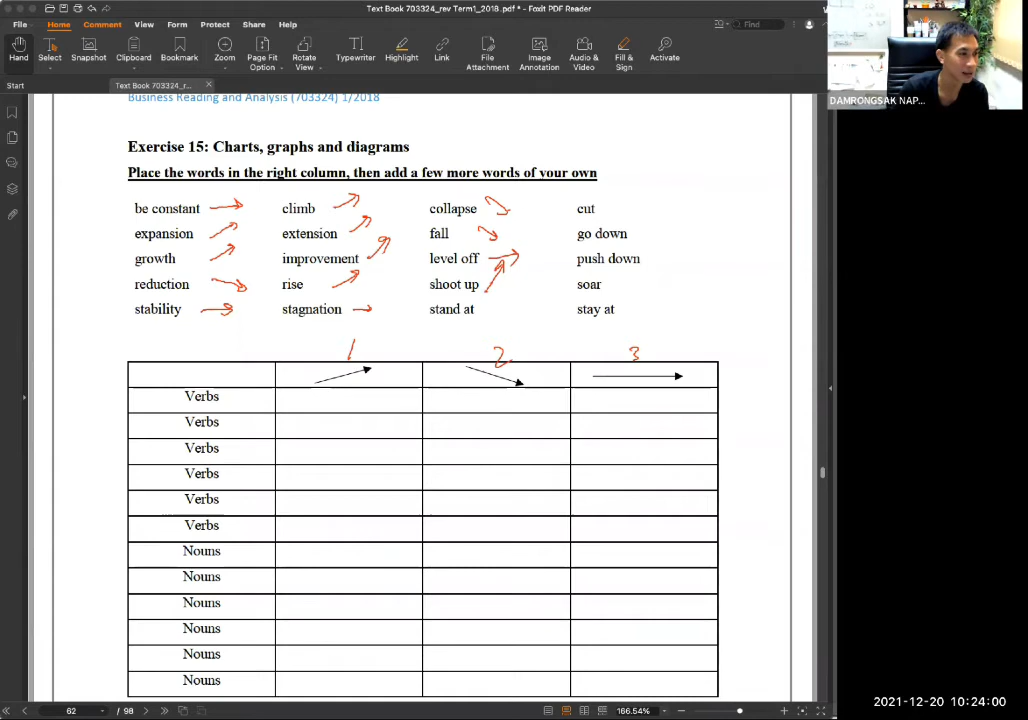 Text Book 703324_rev Term1_2018.pdf * - Foxit PDF Reader
File Home Comment View Form Protect Share Help
Find
Hand
Select
Snapshot
Clipboard
Bookmark
Zoom
Page Fit Option
Rotate View
Typewriter
Highlight
Link
File Attachment
Image Annotation
Audio & Video
Fill & Sign
Activate
Start
Text Book 703324_r...
DAMRONGSAK NAP...
Business Reading and Analysis (703324) 1/2018
Exercise 15: Charts, graphs and diagrams
Place the words in the right column, then add a few more words of your own
be constant climb collapse cut
expansion extension fall go down
growth improvement level off push down
reduction rise shoot up soar
stability stagnation stand at stay at
1 2 3
Verbs
Verbs
Verbs
Verbs
Verbs
Verbs
Nouns
Nouns
Nouns
Nouns
Nouns
Nouns
62 / 98
166.54%
2021-12-20 10:24:00